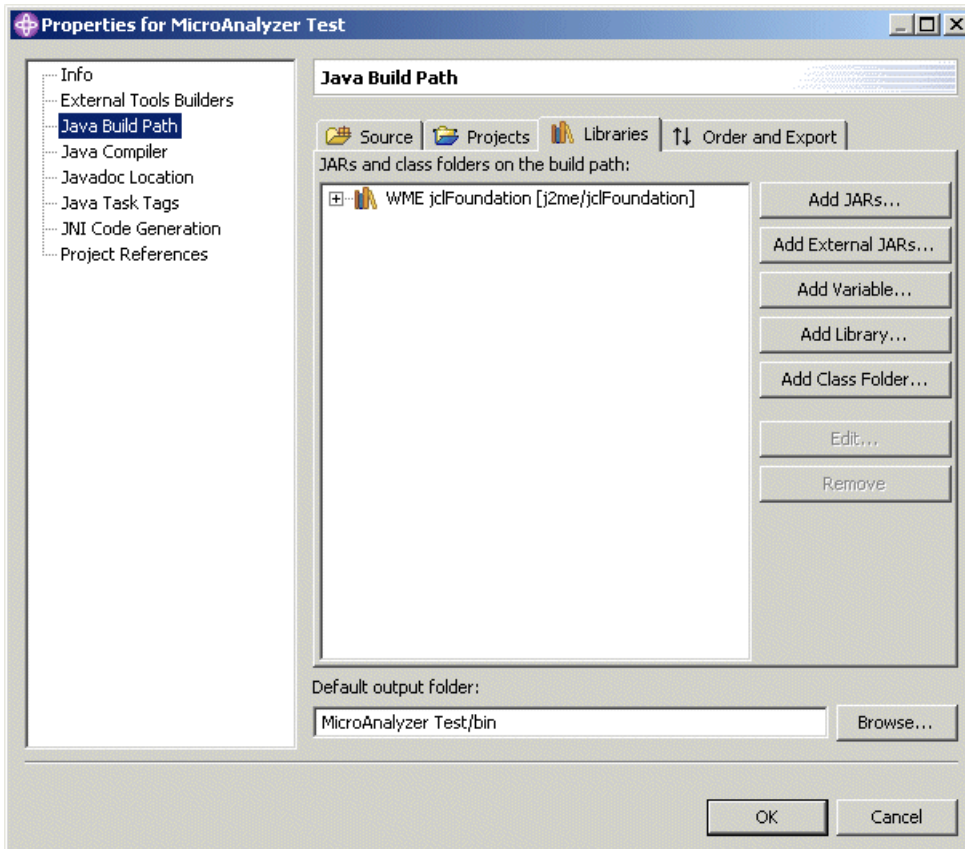 Properties for MicroAnalyzer Test
Info
External Tools Builders
Java Build Path
Java Compiler
Javadoc Location
Java Task Tags
JNI Code Generation
Project References
Java Build Path
Source
Projects
Libraries
Order and Export
JARs and class folders on the build path:
WME jclFoundation [j2me/jclFoundation]
Add JARs...
Add External JARs...
Add Variable...
Add Library...
Add Class Folder...
Edit...
Remove
Default output folder:
MicroAnalyzer Test/bin
Browse...
OK
Cancel